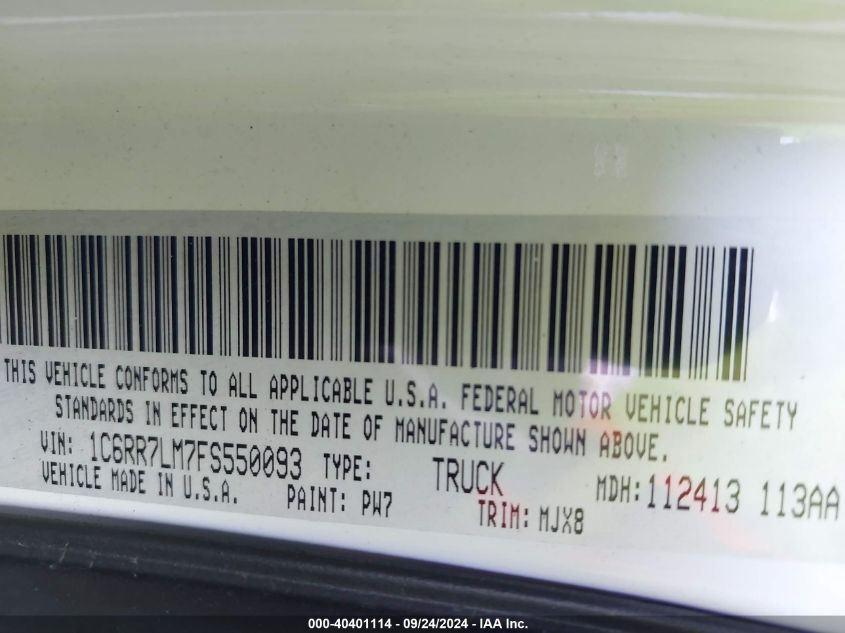 THIS VEHICLE CONFORMS TO ALL APPLICABLE U.S.A. FEDERAL MOTOR VEHICLE SAFETY
STANDARDS IN EFFECT ON THE DATE OF MANUFACTURE SHOWN ABOVE.
VIN: 1C6RR7LM7FS550093 TYPE: TRUCK MDH: 112413 113AA
VEHICLE MADE IN U.S.A. PAINT: PW7 TRIM: MJX8
000-40401114 - 09/24/2024 - IAA Inc.